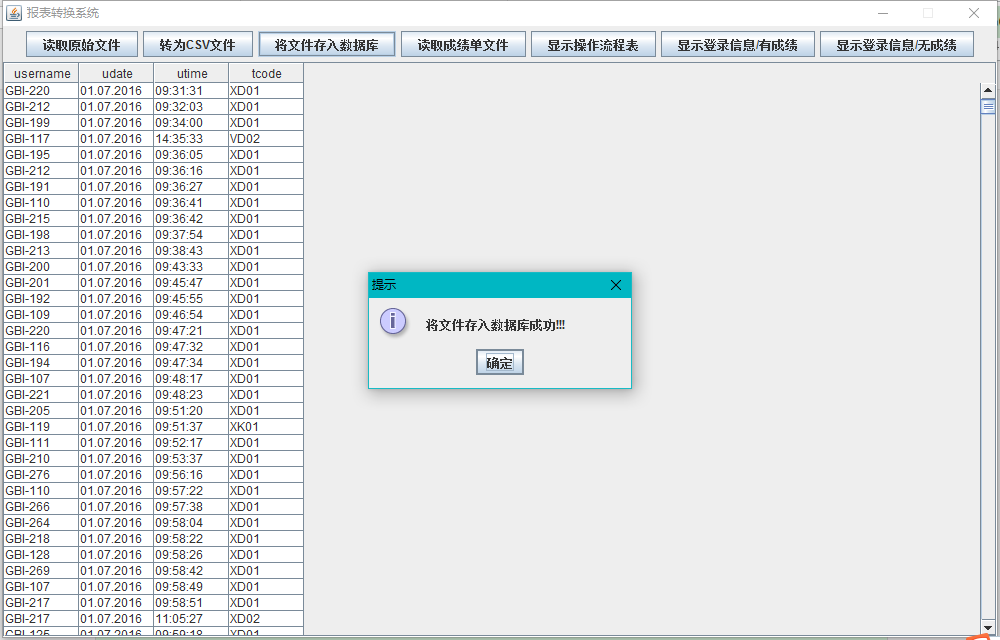 报表转换系统
读取原始文件 转为CSV文件 将文件存入数据库 读取成绩单文件 显示操作流程表 显示登录信息/有成绩 显示登录信息/无成绩
username udate utime tcode
GBI-220 01.07.2016 09:31:31 XD01
GBI-212 01.07.2016 09:32:03 XD01
GBI-199 01.07.2016 09:34:00 XD01
GBI-117 01.07.2016 14:35:33 VD02
GBI-195 01.07.2016 09:36:05 XD01
GBI-212 01.07.2016 09:36:16 XD01
GBI-191 01.07.2016 09:36:27 XD01
GBI-110 01.07.2016 09:36:41 XD01
GBI-215 01.07.2016 09:36:42 XD01
GBI-198 01.07.2016 09:37:54 XD01
GBI-213 01.07.2016 09:38:43 XD01
GBI-200 01.07.2016 09:43:33 XD01
GBI-201 01.07.2016 09:45:47 XD01
GBI-192 01.07.2016 09:45:55 XD01
GBI-109 01.07.2016 09:46:54 XD01
GBI-220 01.07.2016 09:47:21 XD01
GBI-116 01.07.2016 09:47:32 XD01
GBI-194 01.07.2016 09:47:34 XD01
GBI-107 01.07.2016 09:48:17 XD01
GBI-221 01.07.2016 09:48:23 XD01
GBI-205 01.07.2016 09:51:20 XD01
GBI-119 01.07.2016 09:51:37 XK01
GBI-111 01.07.2016 09:52:17 XD01
GBI-210 01.07.2016 09:53:37 XD01
GBI-276 01.07.2016 09:56:16 XD01
GBI-110 01.07.2016 09:57:22 XD01
GBI-266 01.07.2016 09:57:38 XD01
GBI-264 01.07.2016 09:58:04 XD01
GBI-218 01.07.2016 09:58:22 XD01
GBI-128 01.07.2016 09:58:26 XD01
GBI-269 01.07.2016 09:58:42 XD01
GBI-107 01.07.2016 09:58:49 XD01
GBI-217 01.07.2016 09:58:51 XD01
GBI-217 01.07.2016 11:05:27 XD02
GBI-125 01.07.2016 09:59:18 XD01
提示
将文件存入数据库成功!!!
确定